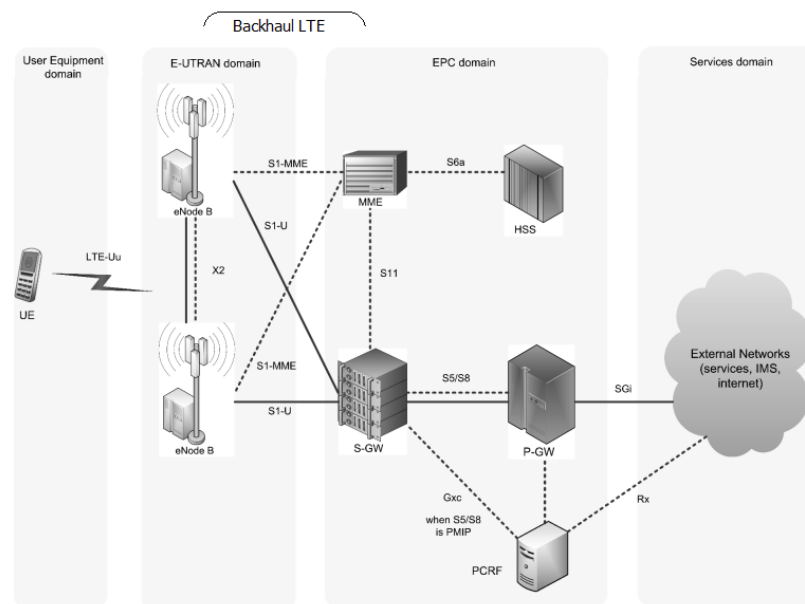 Backhaul LTE
User Equipment
domain
E-UTRAN domain
EPC domain
Services domain
eNode B
S1-MME
MME
S6a
HSS
S1-U
LTE-Uu
X2
S11
UE
S1-MME
External Networks
(services, IMS,
internet)
S5/S8
SGi
S1-U
eNode B
S-GW
P-GW
Gxc
when S5/S8
is PMIP
Rx
PCRF